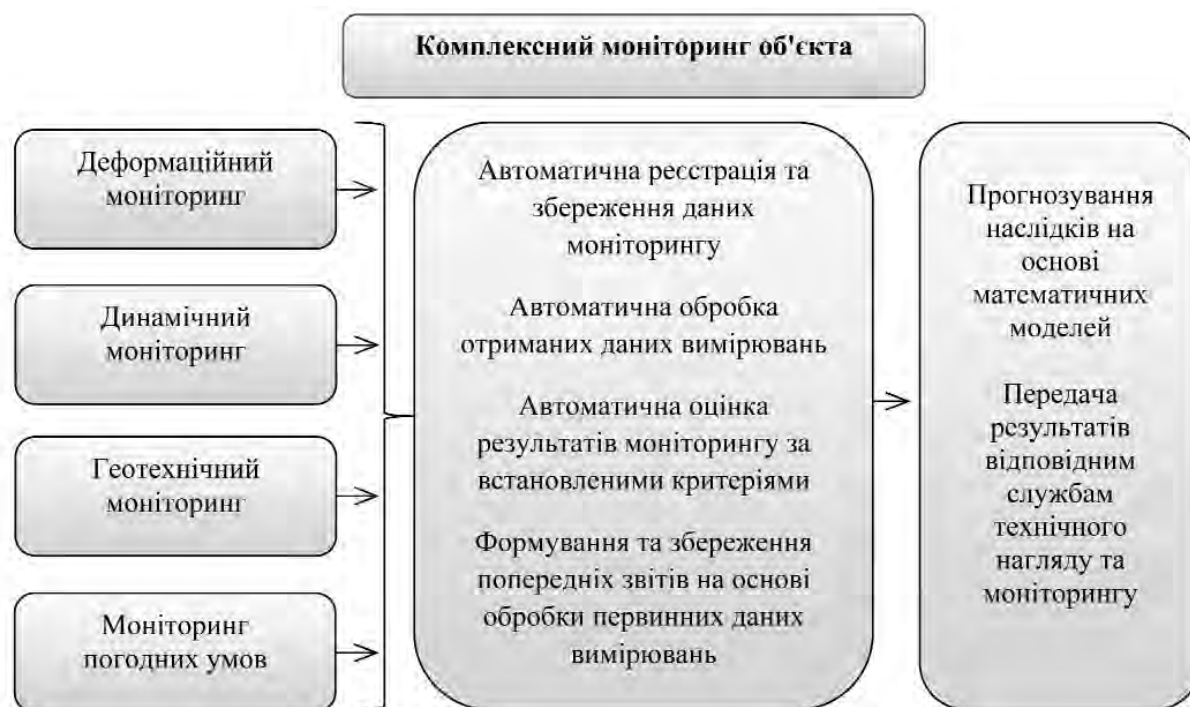 Комплексний моніторинг об'єкта
Деформаційний
моніторинг
Динамічний
моніторинг
Геотехнічний
моніторинг
Моніторинг
погодних умов
Автоматична реєстрація та
збереження даних
моніторингу
Автоматична обробка
отриманих даних вимірювань
Автоматична оцінка
результатів моніторингу за
встановленими критеріями
Формування та збереження
попередніх звітів на основі
обробки первинних даних
вимірювань
Прогнозування
наслідків на
основі
математичних
моделей
Передача
результатів
відповідним
службам
технічного
нагляду та
моніторингу